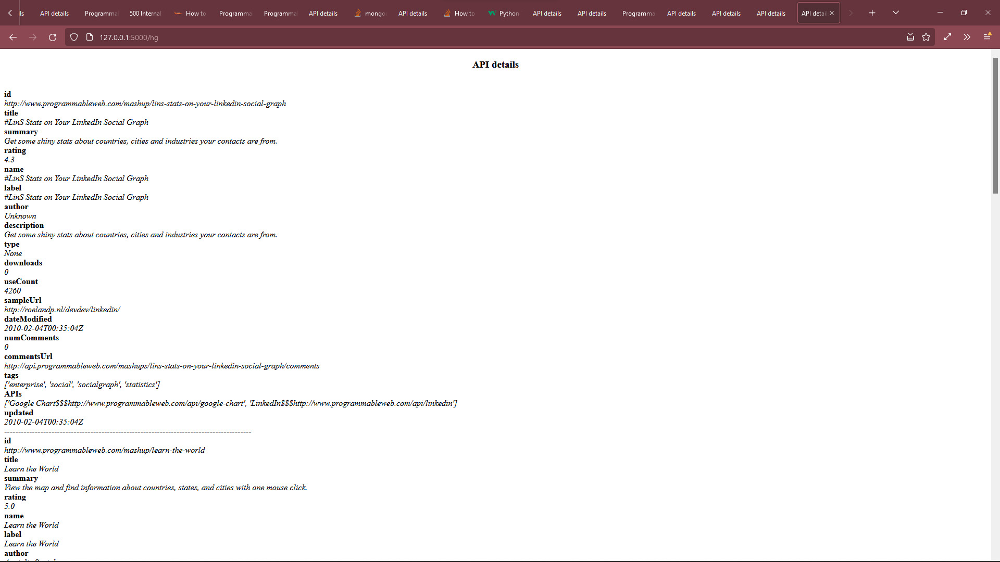 ls
API details
Programma
500 Internal
How to
Programma
Programma
API details
mongo
API details
How to
Python
API details
API details
Programma
API details
API details
API details
API detail
127.0.0.1:5000/hg
API details
id
http://www.programmableweb.com/mashup/lins-stats-on-your-linkedin-social-graph
title
#LinS Stats on Your LinkedIn Social Graph
summary
Get some shiny stats about countries, cities and industries your contacts are from.
rating
4.3
name
#LinS Stats on Your LinkedIn Social Graph
label
#LinS Stats on Your LinkedIn Social Graph
author
Unknown
description
Get some shiny stats about countries, cities and industries your contacts are from.
type
None
downloads
0
useCount
4260
sampleUrl
http://roelandp.nl/devdev/linkedin/
dateModified
2010-02-04T00:35:04Z
numComments
0
commentsUrl
http://api.programmableweb.com/mashups/lins-stats-on-your-linkedin-social-graph/comments
tags
['enterprise', 'social', 'socialgraph', 'statistics']
APIs
['Google Chart$$$http://www.programmableweb.com/api/google-chart', 'LinkedIn$$$http://www.programmableweb.com/api/linkedin']
updated
2010-02-04T00:35:04Z
------------------------------------------------------------------------------------------
id
http://www.programmableweb.com/mashup/learn-the-world
title
Learn the World
summary
View the map and find information about countries, states, and cities with one mouse click.
rating
5.0
name
Learn the World
label
Learn the World
author